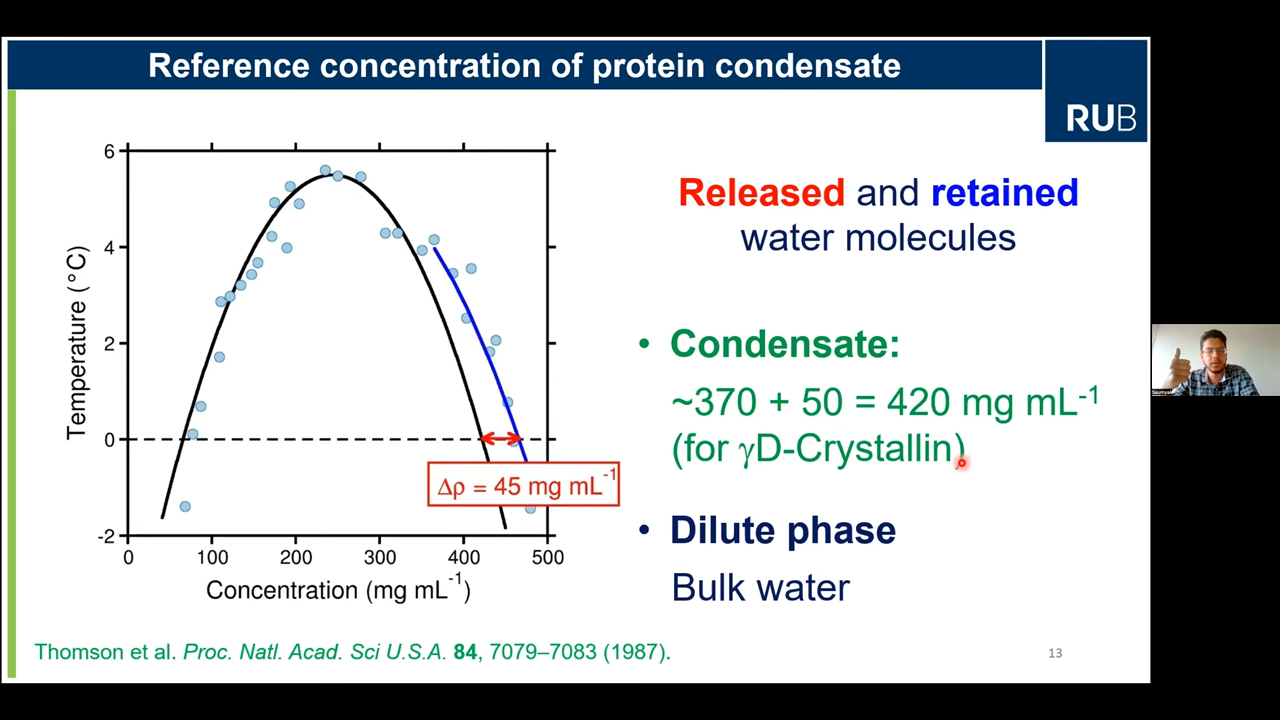 Reference concentration of protein condensate
RUB
6
4
2
0
-2
0 100 200 300 400 500
Temperature (°C)
Concentration (mg mL-1)
Δρ = 45 mg mL-1
Released and retained
water molecules
• Condensate:
~370 + 50 = 420 mg mL-1
(for γD-Crystallin)
• Dilute phase
Bulk water
Thomson et al. Proc. Natl. Acad. Sci U.S.A. 84, 7079–7083 (1987).
13